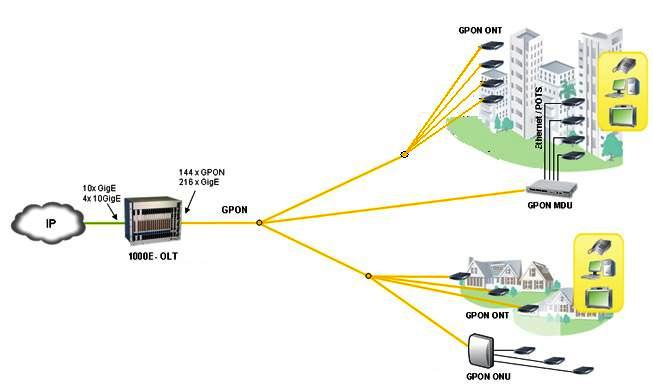 GPON ONT
Ethernet / POTS
144 x GPON
216 x GigE
10x GigE
4x 10GigE
GPON
GPON MDU
IP
1000E- OLT
GPON ONT
GPON ONU